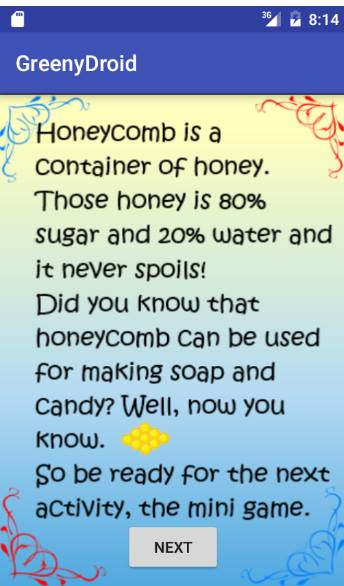 3G 8:14
GreenyDroid
Honeycomb is a
container of honey.
Those honey is 80%
sugar and 20% water and
it never spoils!
Did you know that
honeycomb can be used
for making soap and
candy? Well, now you
know.
So be ready for the next
activity, the mini game.
NEXT